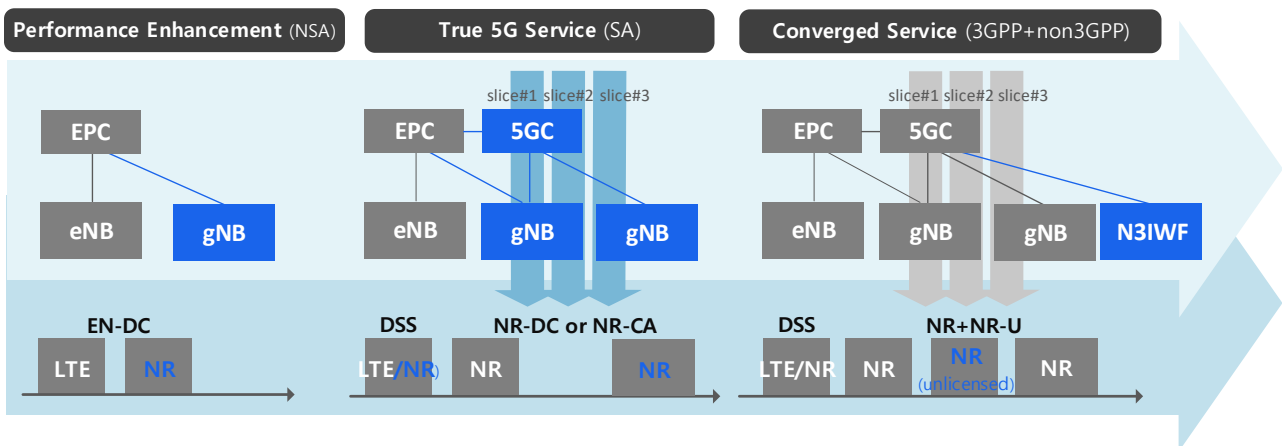 Performance Enhancement (NSA)
True 5G Service (SA)
Converged Service (3GPP+non3GPP)
slice#1 slice#2 slice#3
slice#1 slice#2 slice#3
EPC
EPC
5GC
EPC
5GC
eNB
gNB
eNB
gNB
gNB
eNB
gNB
gNB
N3IWF
EN-DC
DSS
NR-DC or NR-CA
DSS
NR+NR-U
LTE
NR
LTE/NR)
NR
NR
LTE/NR
NR
NR
(unlicensed)
NR